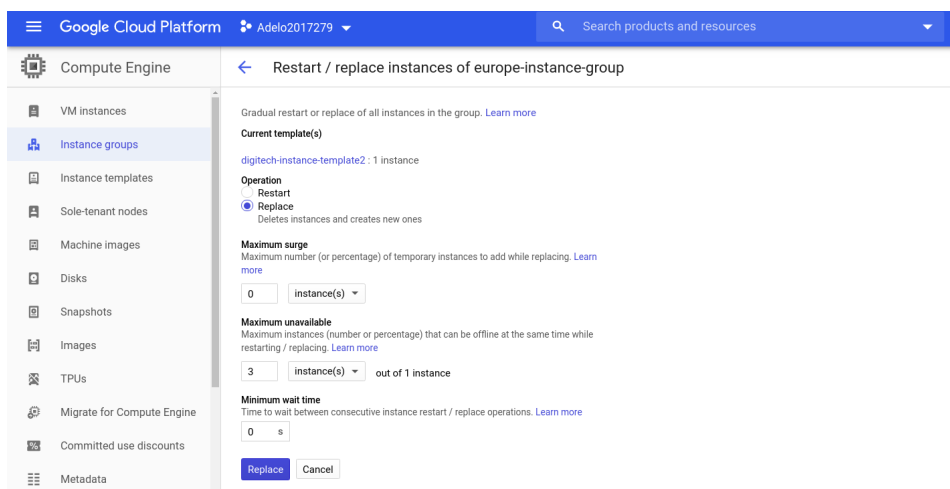 Google Cloud Platform
Adelo2017279
Search products and resources
Compute Engine
Restart / replace instances of europe-instance-group
VM instances
Instance groups
Instance templates
Sole-tenant nodes
Machine images
Disks
Snapshots
Images
TPUs
Migrate for Compute Engine
Committed use discounts
Metadata
Gradual restart or replace of all instances in the group. Learn more
Current template(s)
digitech-instance-template2 : 1 instance
Operation
Restart
Replace
Deletes instances and creates new ones
Maximum surge
Maximum number (or percentage) of temporary instances to add while replacing. Learn
more
0 instance(s)
Maximum unavailable
Maximum instances (number or percentage) that can be offline at the same time while
restarting / replacing. Learn more
3 instance(s) out of 1 instance
Minimum wait time
Time to wait between consecutive instance restart / replace operations. Learn more
0 s
Replace Cancel